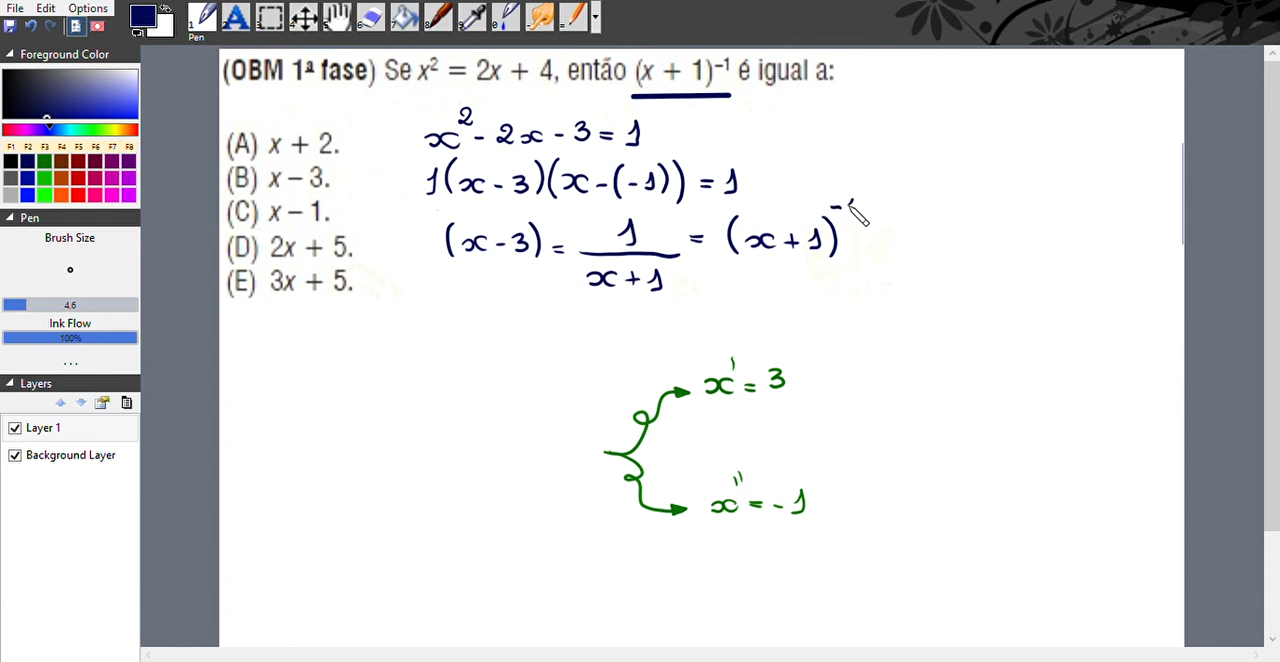 File Edit Options
Pen
Foreground Color
F1 F2 F3 F4 F5 F6 F7 F8
Pen
Brush Size
4,6
Ink Flow
100%
...
Layers
Layer 1
Background Layer
(OBM 1ª fase) Se x² = 2x + 4, então (x + 1)⁻¹ é igual a:
(A) x + 2.
(B) x – 3.
(C) x – 1.
(D) 2x + 5.
(E) 3x + 5.
x² - 2x - 3 = 1
1(x - 3)(x - (-1)) = 1
(x - 3) = 1/(x + 1) = (x + 1)⁻¹
x' = 3
x'' = -1